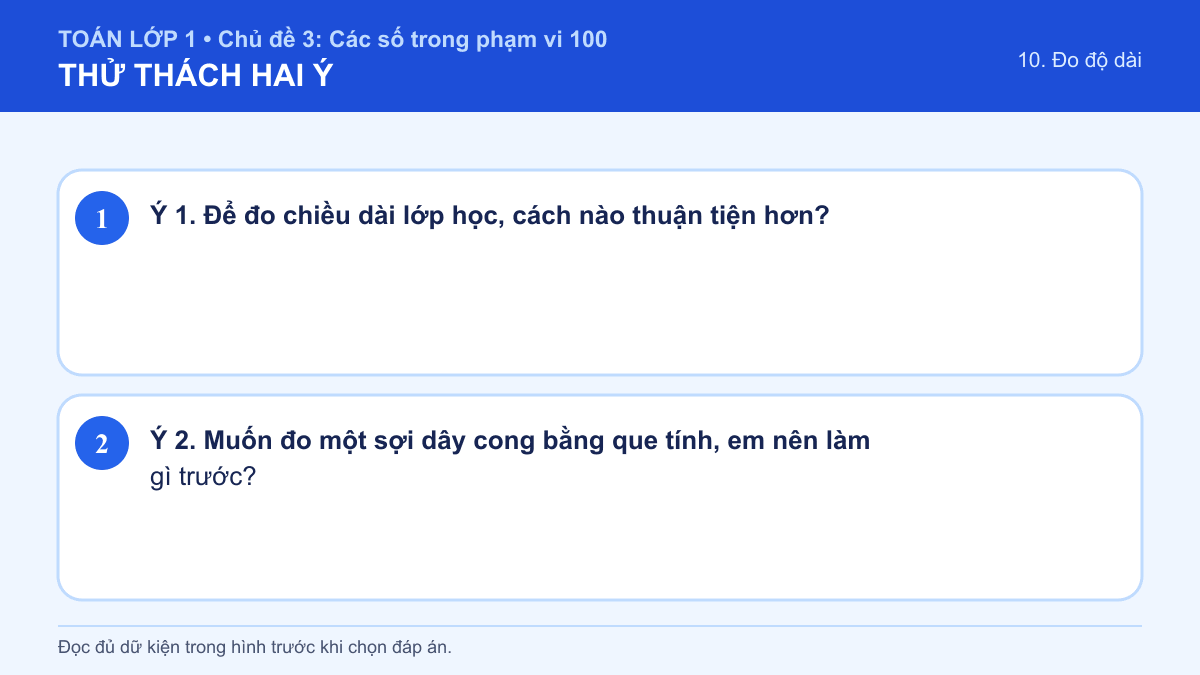 TOÁN LỚP 1 • Chủ đề 3: Các số trong phạm vi 100
THỬ THÁCH HAI Ý
10. Đo độ dài
1
Ý 1. Để đo chiều dài lớp học, cách nào thuận tiện hơn?
2
Ý 2. Muốn đo một sợi dây cong bằng que tính, em nên làm
gì trước?
Đọc đủ dữ kiện trong hình trước khi chọn đáp án.